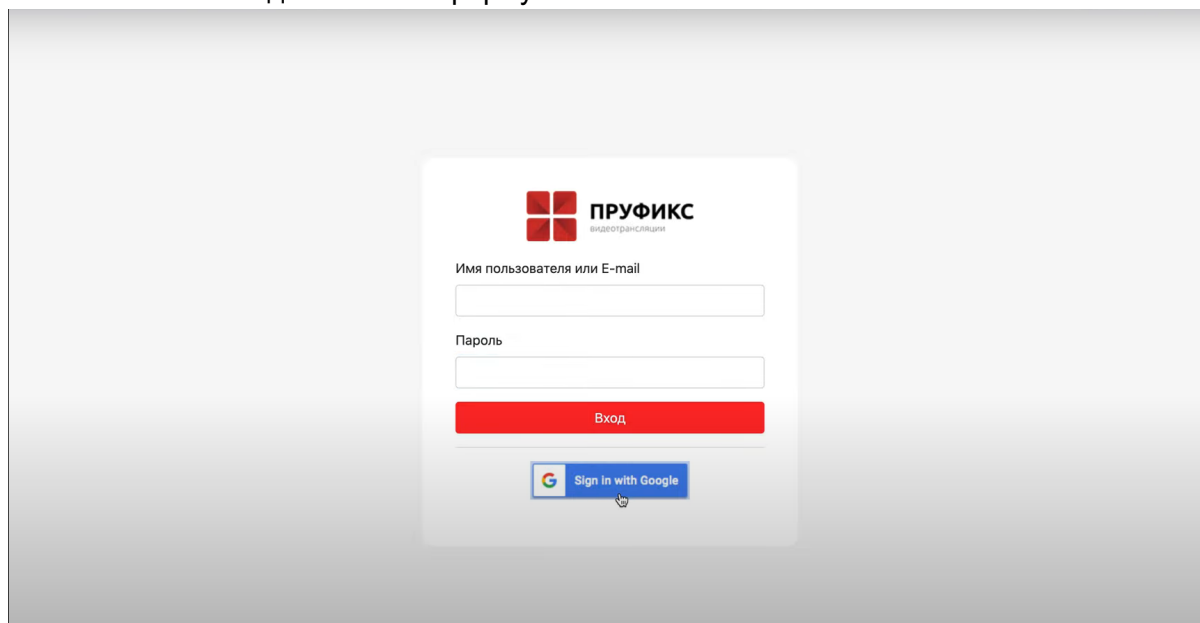 ПРУФИКС
видеотрансляции
Имя пользователя или E-mail
Пароль
Вход
Sign in with Google